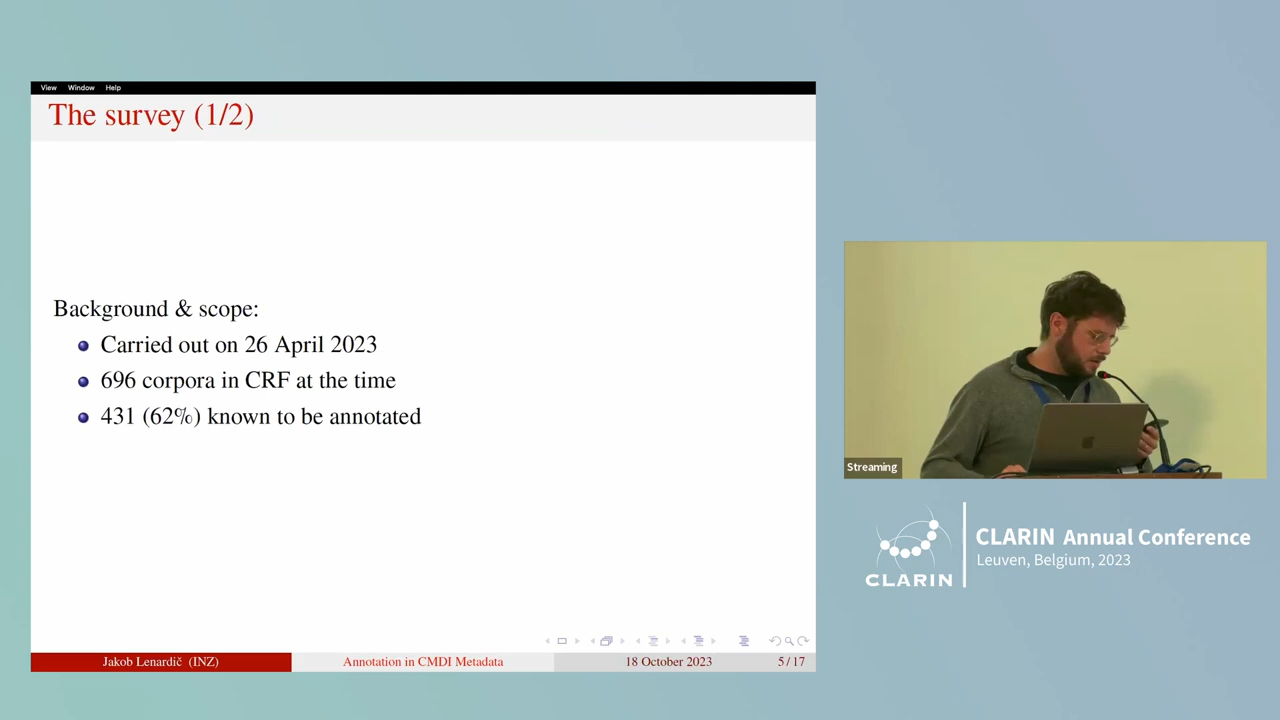 View Window Help
The survey (1/2)
Background & scope:
Carried out on 26 April 2023
696 corpora in CRF at the time
431 (62%) known to be annotated
Jakob Lenardič (INZ) Annotation in CMDI Metadata 18 October 2023 5 / 17
Streaming
CLARIN
CLARIN Annual Conference
Leuven, Belgium, 2023